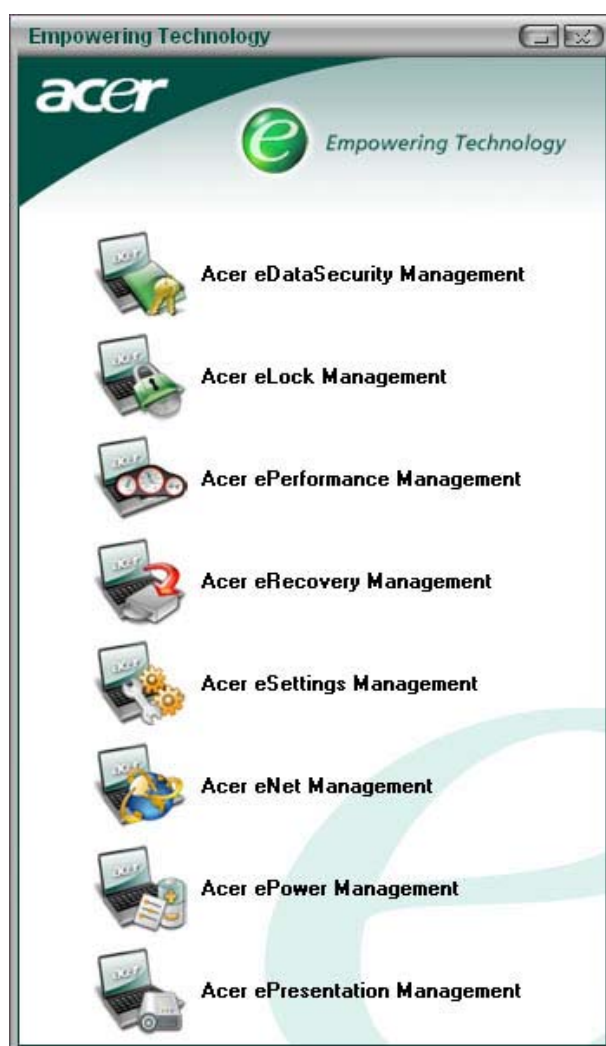 Empowering Technology
acer
e Empowering Technology
Acer eDataSecurity Management
Acer eLock Management
Acer ePerformance Management
Acer eRecovery Management
Acer eSettings Management
Acer eNet Management
Acer ePower Management
Acer ePresentation Management